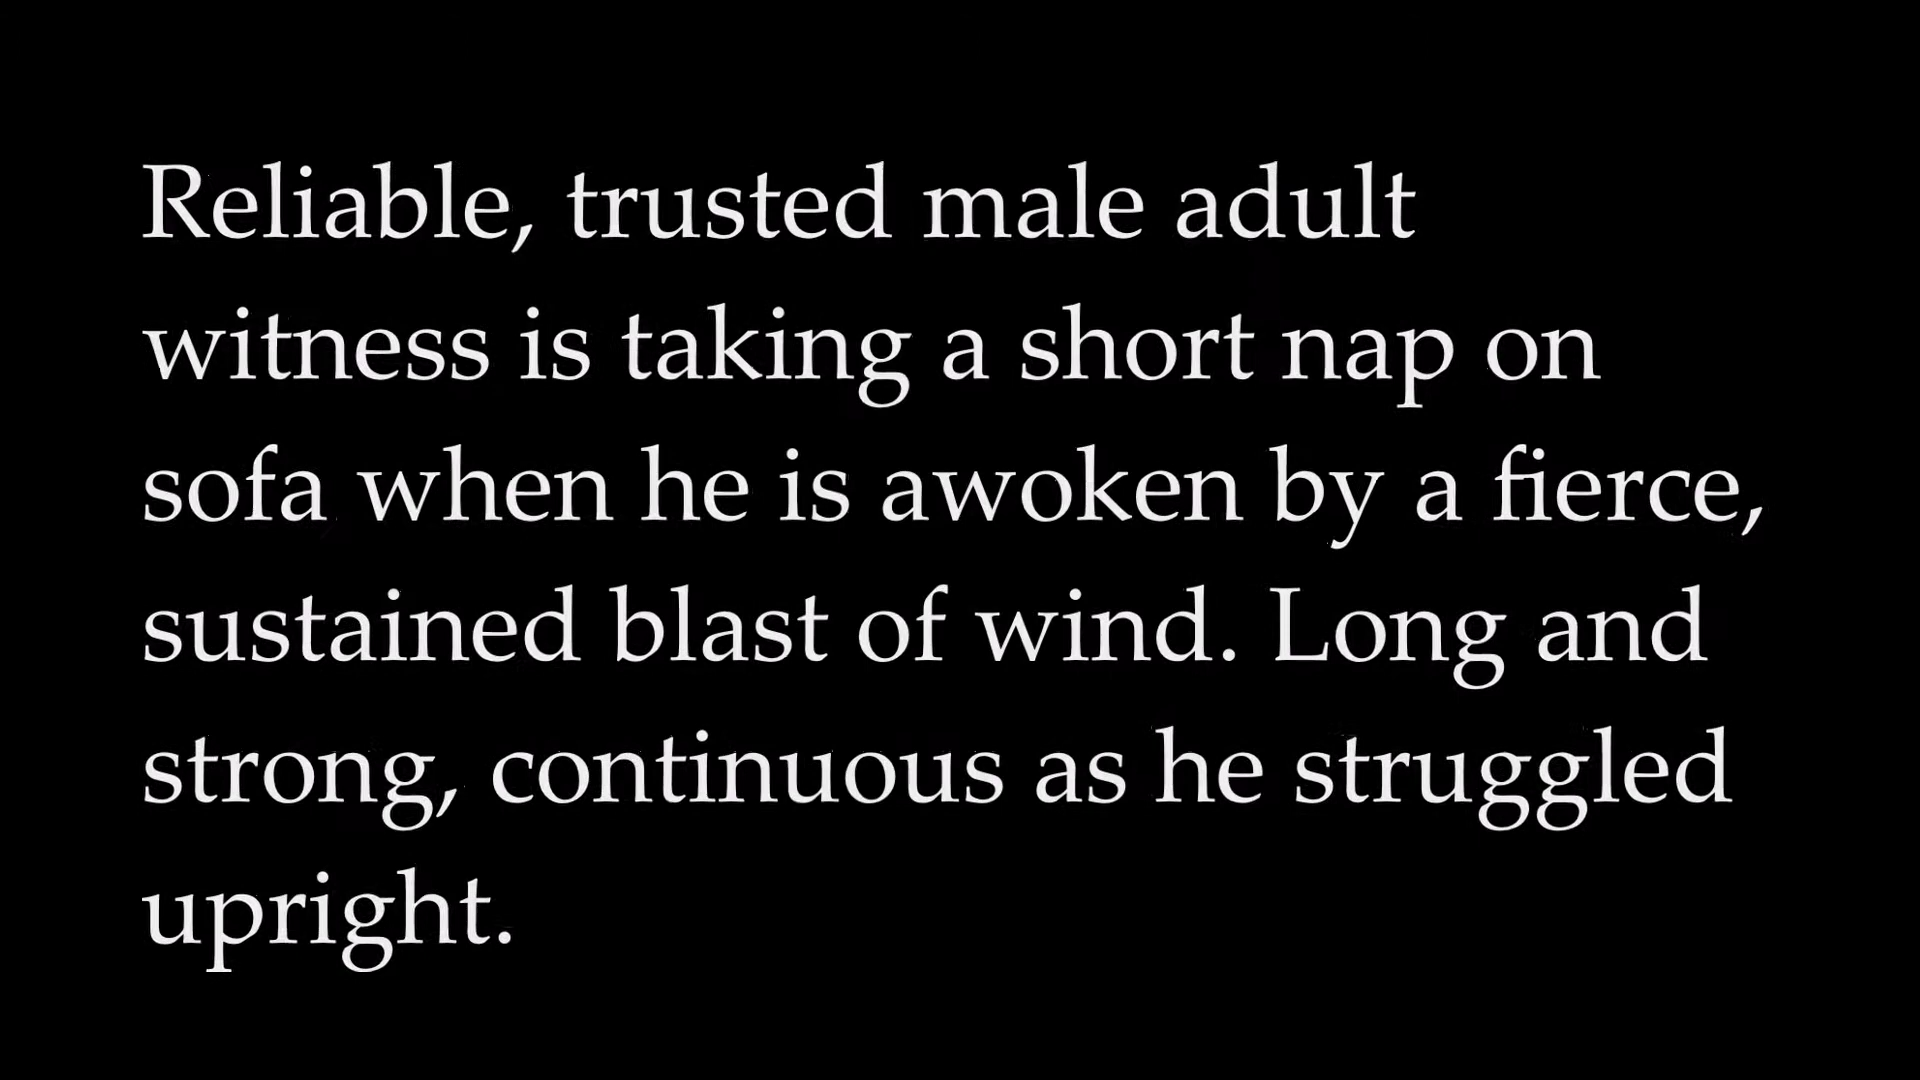 Reliable, trusted male adult
witness is taking a short nap on
sofa when he is awoken by a fierce,
sustained blast of wind. Long and
strong, continuous as he struggled
upright.